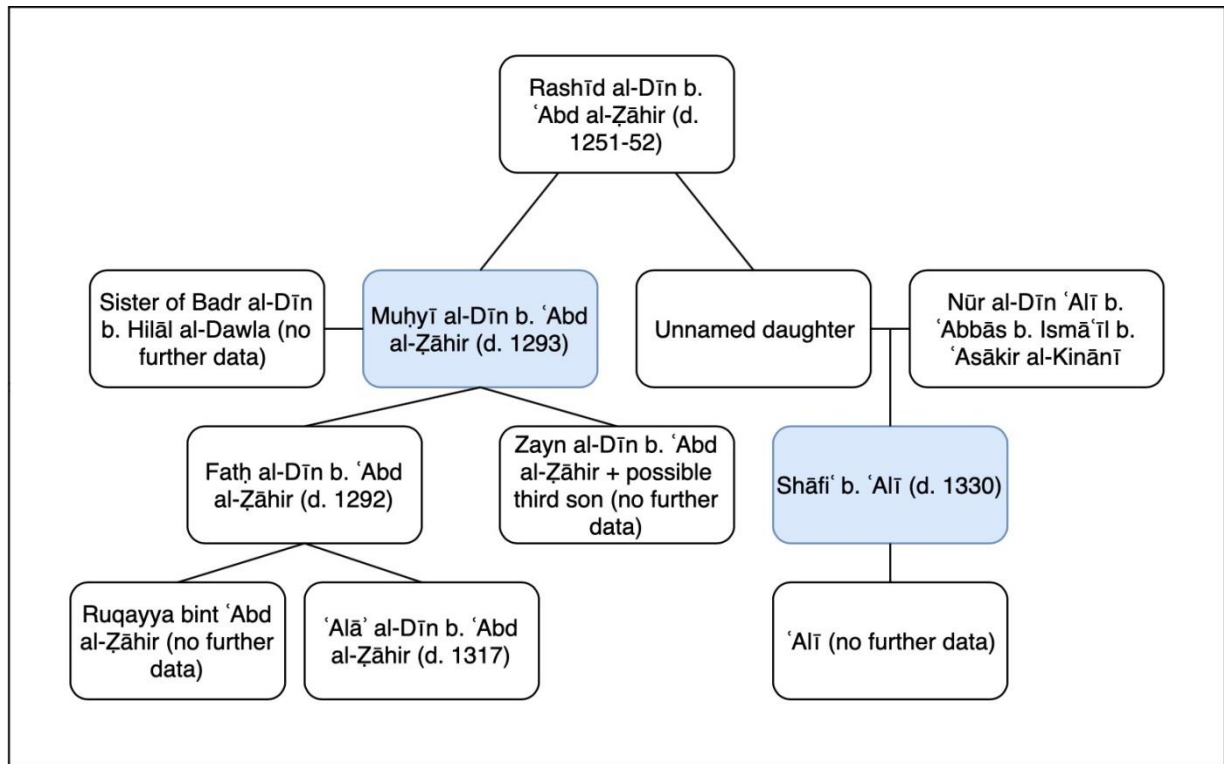 Rashīd al-Dīn b.
ʿAbd al-Ẓāhir (d.
1251-52)
Sister of Badr al-Dīn
b. Hilāl al-Dawla (no
further data)
Muḥyī al-Dīn b. ʿAbd
al-Ẓāhir (d. 1293)
Unnamed daughter
Nūr al-Dīn ʿAlī b.
ʿAbbās b. Ismāʿīl b.
ʿAsākir al-Kinānī
Fatḥ al-Dīn b. ʿAbd
al-Ẓāhir (d. 1292)
Zayn al-Dīn b. ʿAbd
al-Ẓāhir + possible
third son (no further
data)
Shāfiʿ b. ʿAlī (d. 1330)
Ruqayya bint ʿAbd
al-Ẓāhir (no further
data)
ʿAlāʾ al-Dīn b. ʿAbd
al-Ẓāhir (d. 1317)
ʿAlī (no further data)